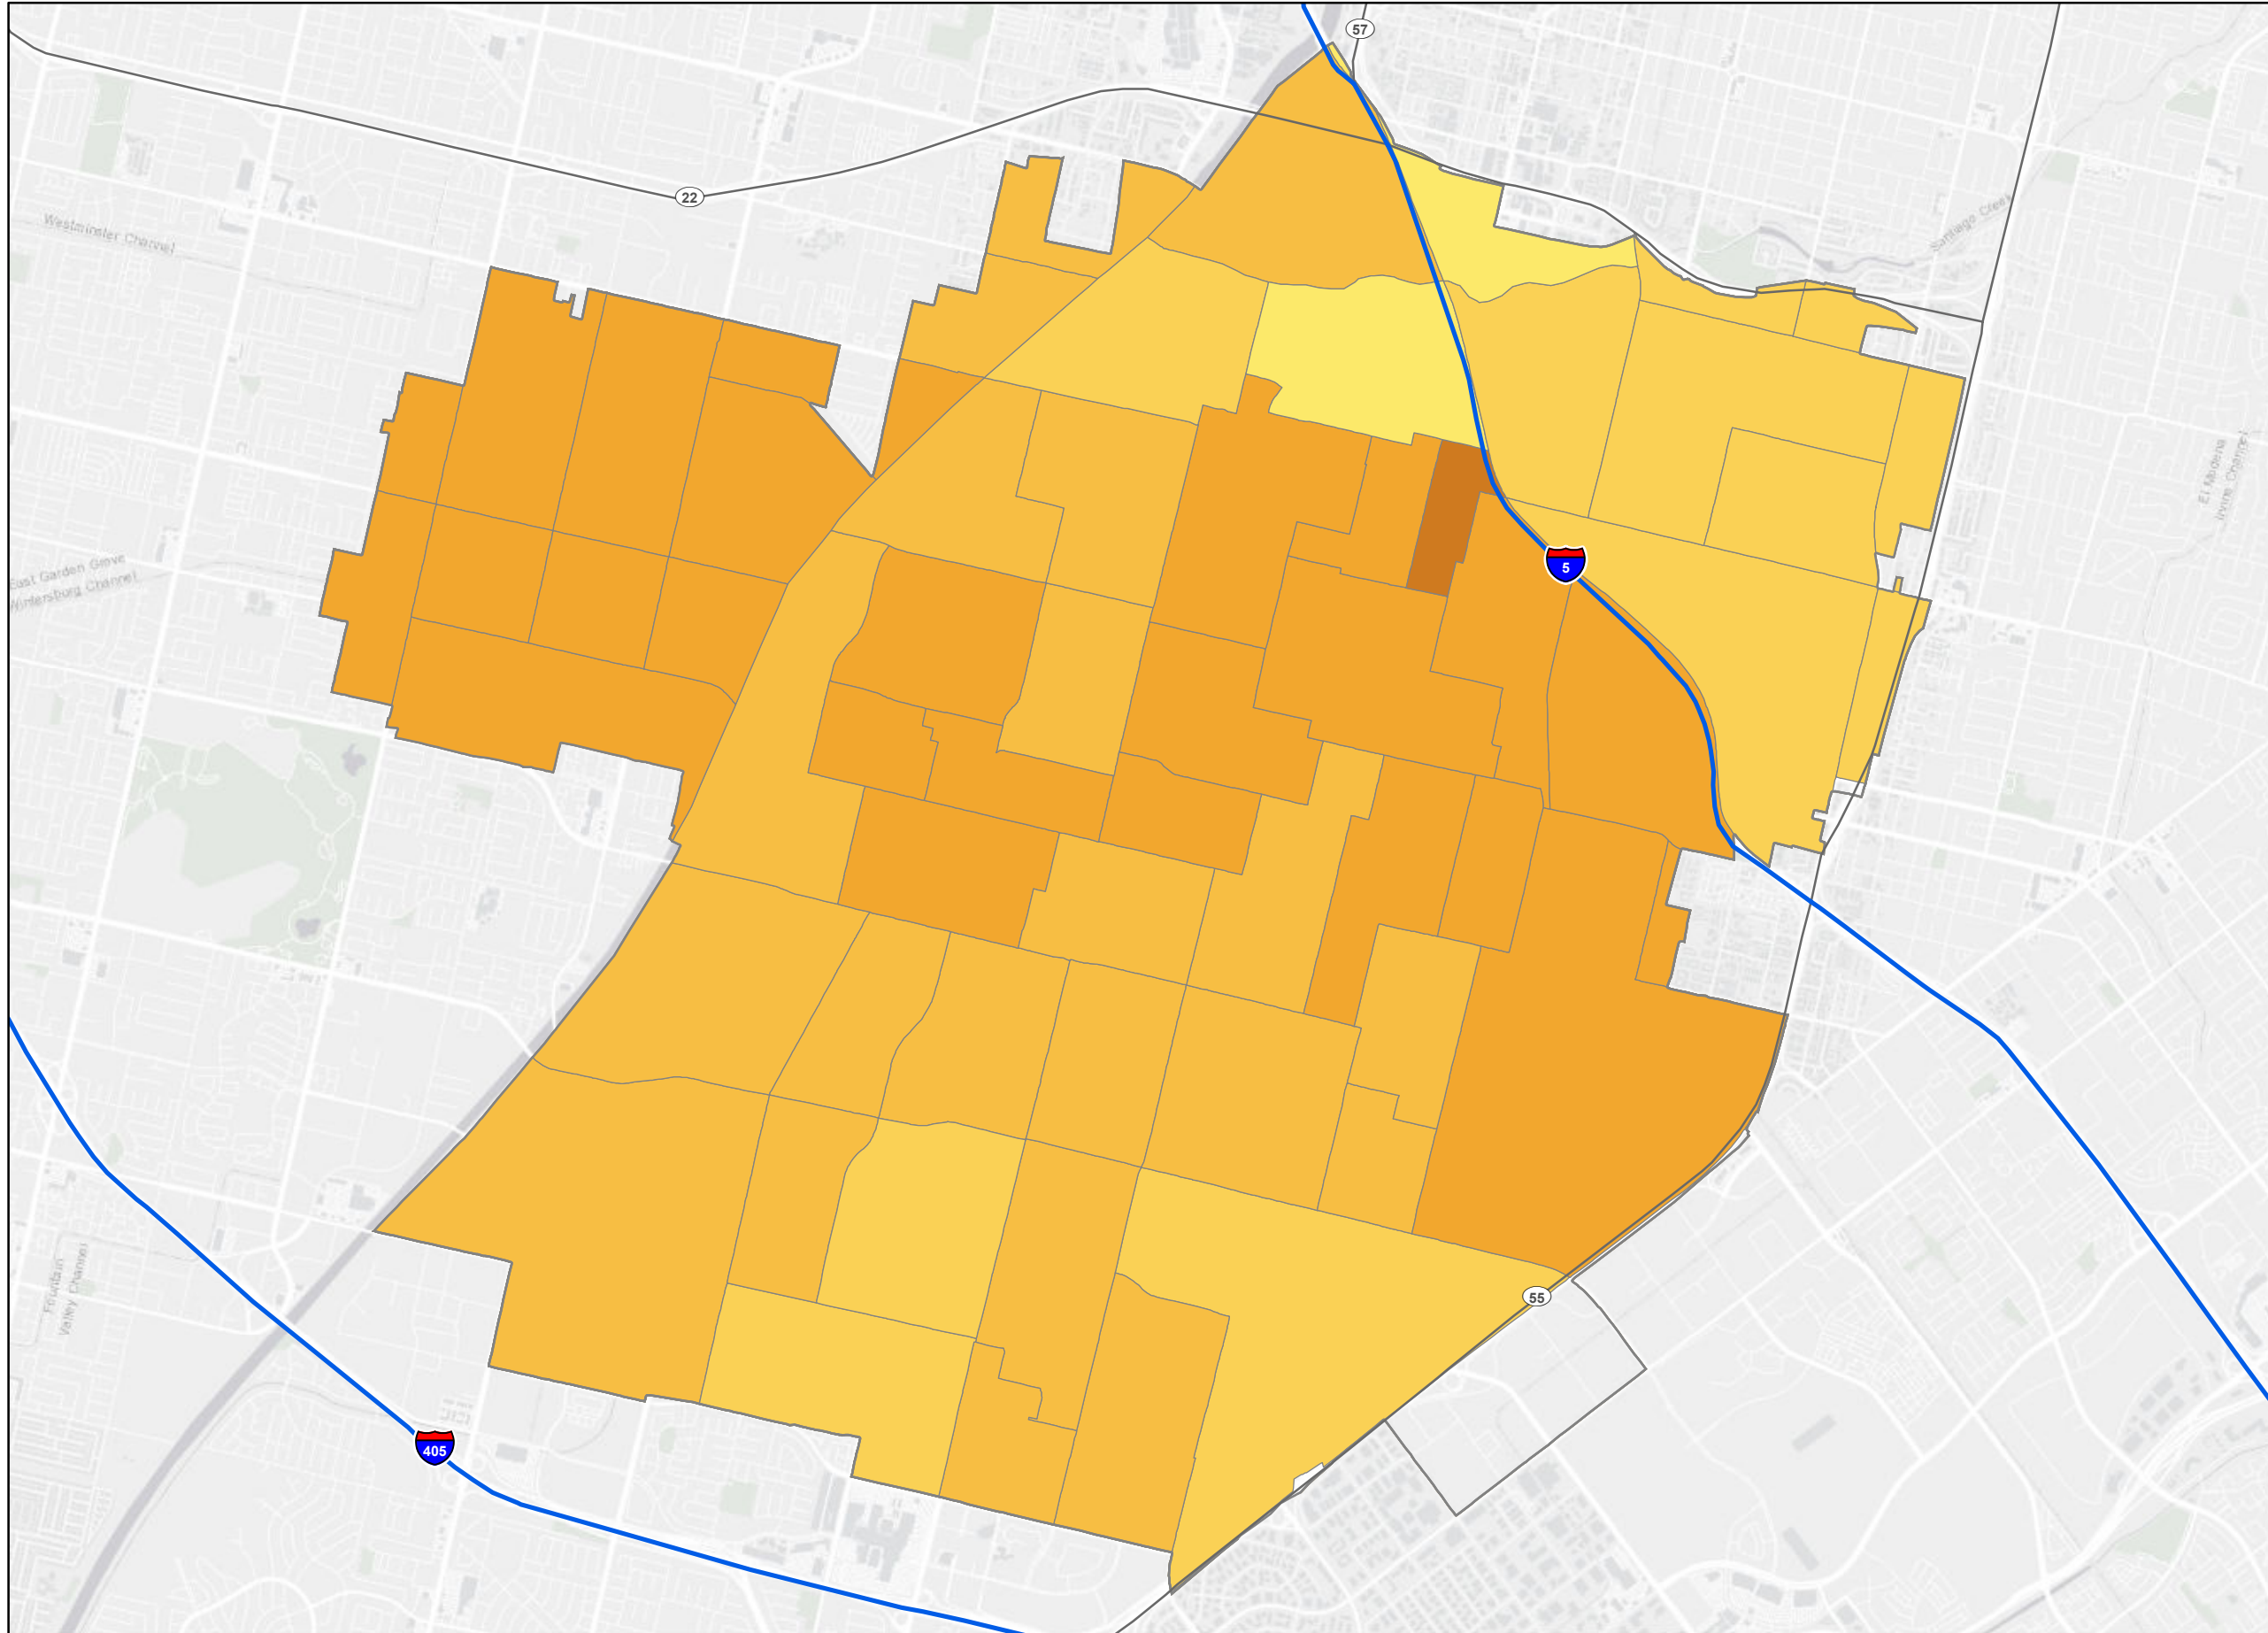 57
22
Westminster Channel
Santiago Creek
El Modena
Irvine Channel
East Garden Grove
Wintersburg Channel
5
55
Fountain
Valley Channel
405